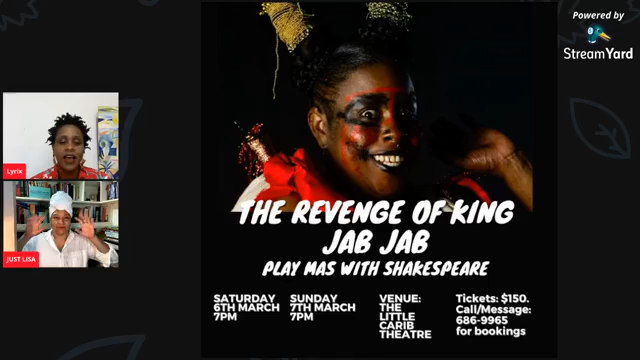 Powered by
StreamYard
Lyrix
JUST LISA
THE REVENGE OF KING
JAB JAB
PLAY MAS WITH SHAKESPEARE
SATURDAY
6TH MARCH
7PM
SUNDAY
7TH MARCH
7PM
VENUE:
THE
LITTLE
CARIB
THEATRE
Tickets: $150.
Call/Message:
686-9965
for bookings